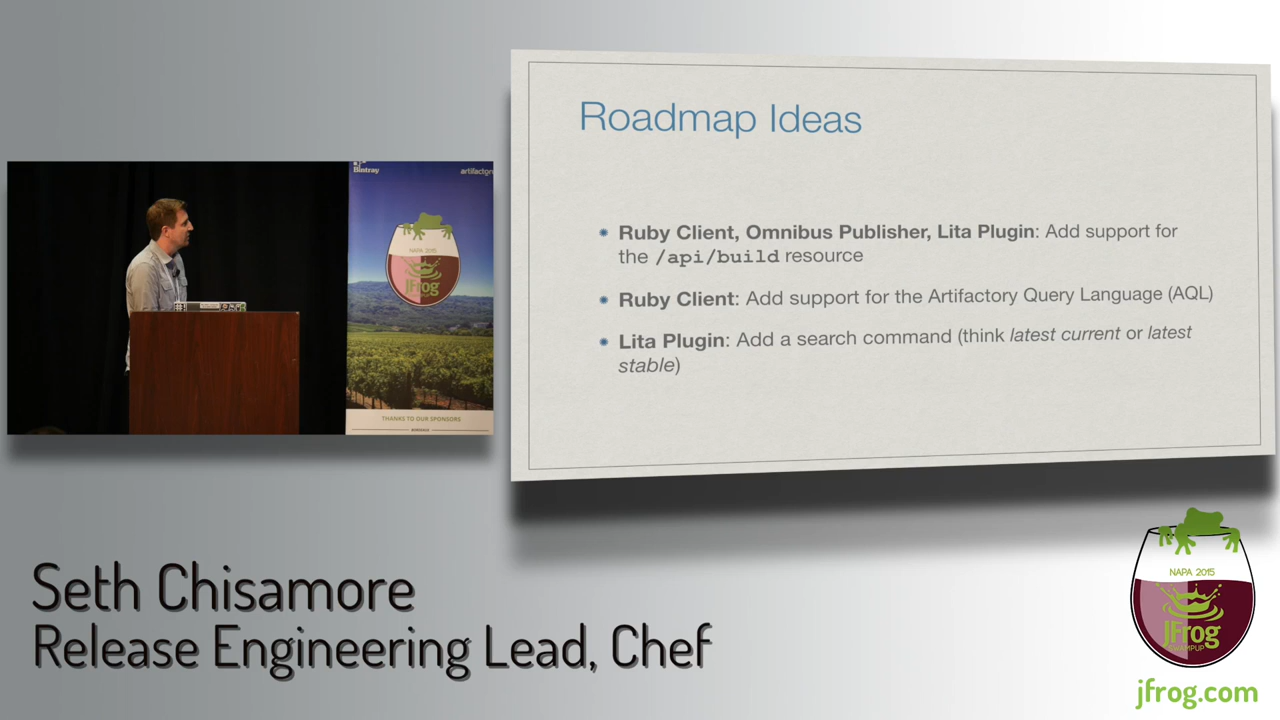 Roadmap Ideas
Ruby Client, Omnibus Publisher, Lita Plugin: Add support for
the /api/build resource
Ruby Client: Add support for the Artifactory Query Language (AQL)
Lita Plugin: Add a search command (think latest current or latest
stable)
Bintray
artifactory
NAPA 2015
jFrog
THANKS TO OUR SPONSORS
Seth Chisamore
Release Engineering Lead, Chef
NAPA 2015
jFrog
SWAMPUP
jfrog.com